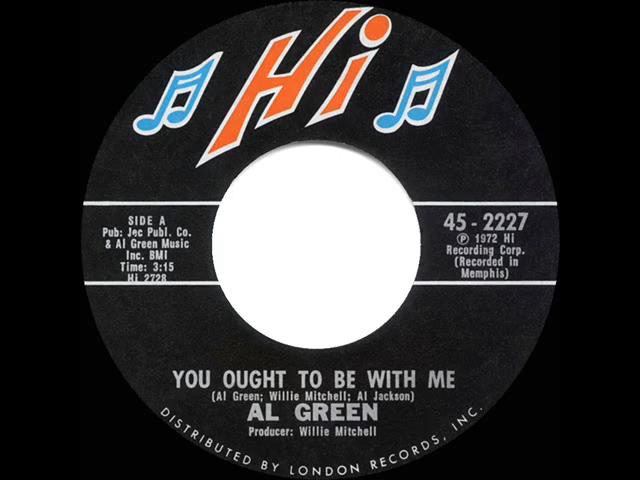 Hi
SIDE A
Pub: Jec Publ. Co.
& Al Green Music
Inc. BMI
Time: 3:15
Hi 2728
45-2227
℗ 1972 Hi
Recording Corp.
(Recorded in
Memphis)
YOU OUGHT TO BE WITH ME
(Al Green; Willie Mitchell; Al Jackson)
AL GREEN
Producer: Willie Mitchell
DISTRIBUTED BY LONDON RECORDS, INC.